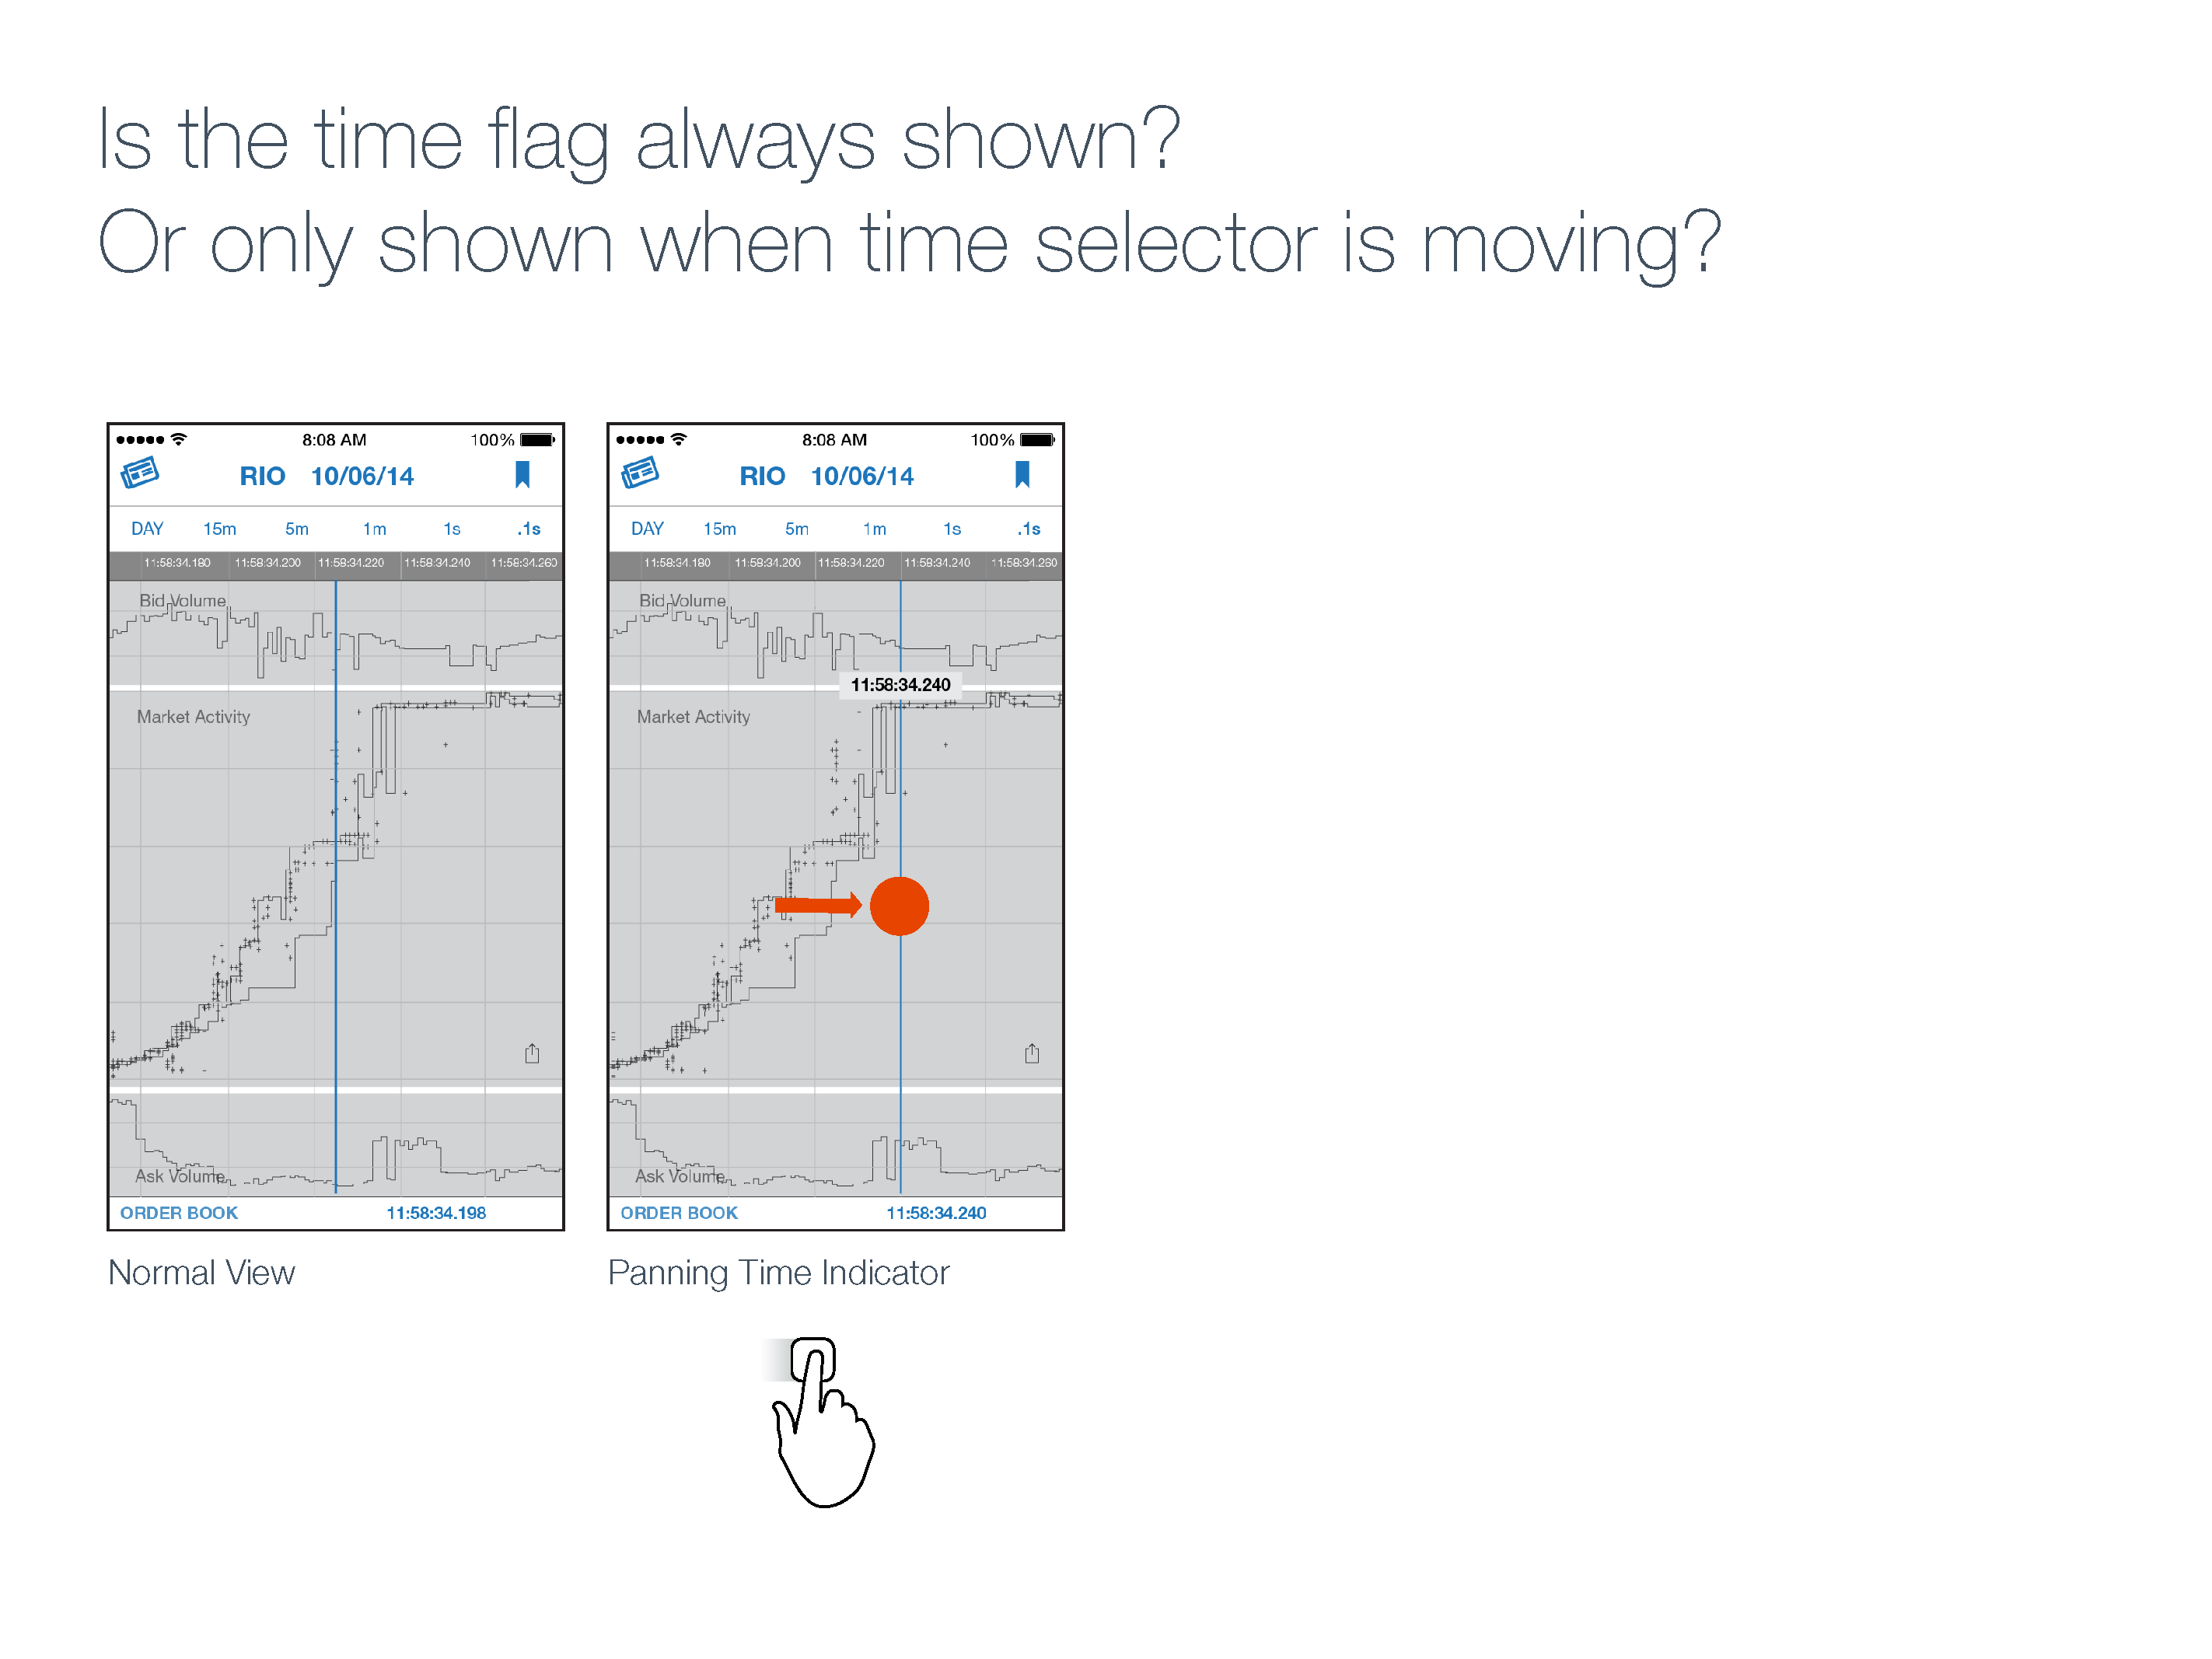 Is the time flag always shown?
Or only shown when time selector is moving?
8:08 AM 100%
RIO 10/06/14
DAY 15m 5m 1m 1s .1s
11:58:34.180 11:58:34.200 11:58:34.220 11:58:34.240 11:58:34.260
Bid Volume
Market Activity
Ask Volume
ORDER BOOK 11:58:34.198
Normal View
8:08 AM 100%
RIO 10/06/14
DAY 15m 5m 1m 1s .1s
11:58:34.180 11:58:34.200 11:58:34.220 11:58:34.240 11:58:34.260
Bid Volume
11:58:34.240
Market Activity
Ask Volume
ORDER BOOK 11:58:34.240
Panning Time Indicator